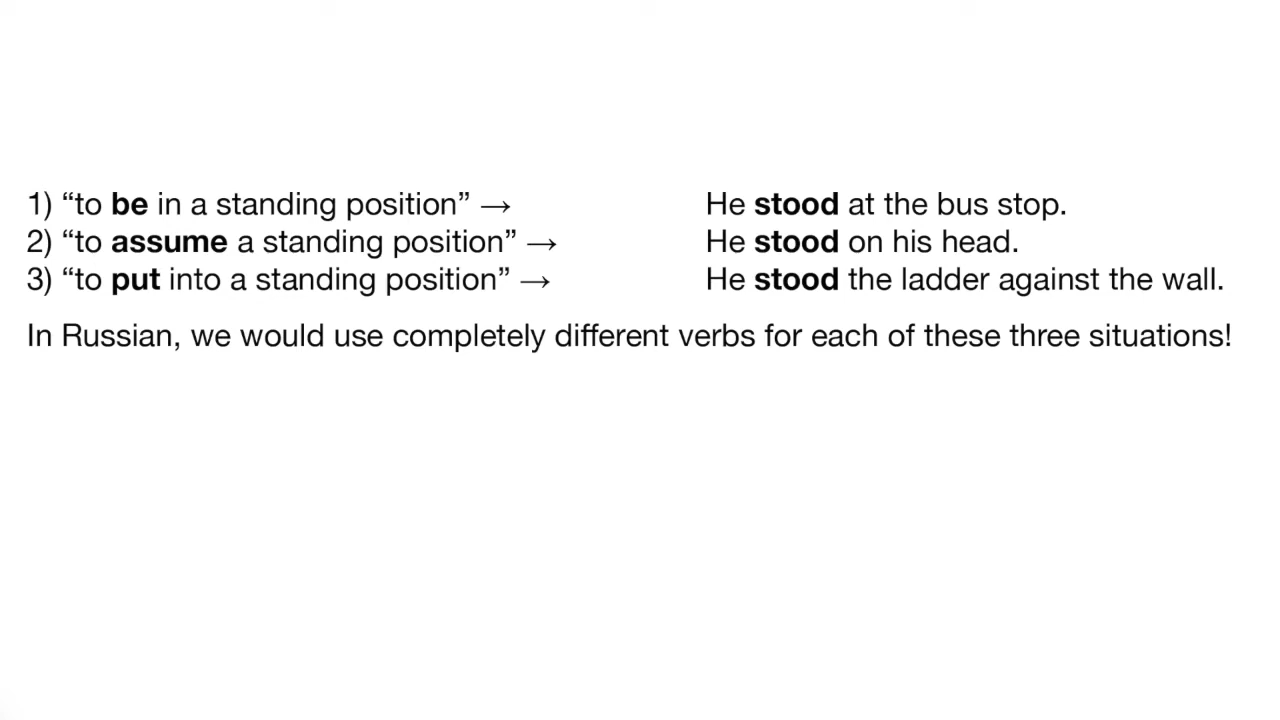 1) “to be in a standing position” → He stood at the bus stop.
2) “to assume a standing position” → He stood on his head.
3) “to put into a standing position” → He stood the ladder against the wall.
In Russian, we would use completely different verbs for each of these three situations!